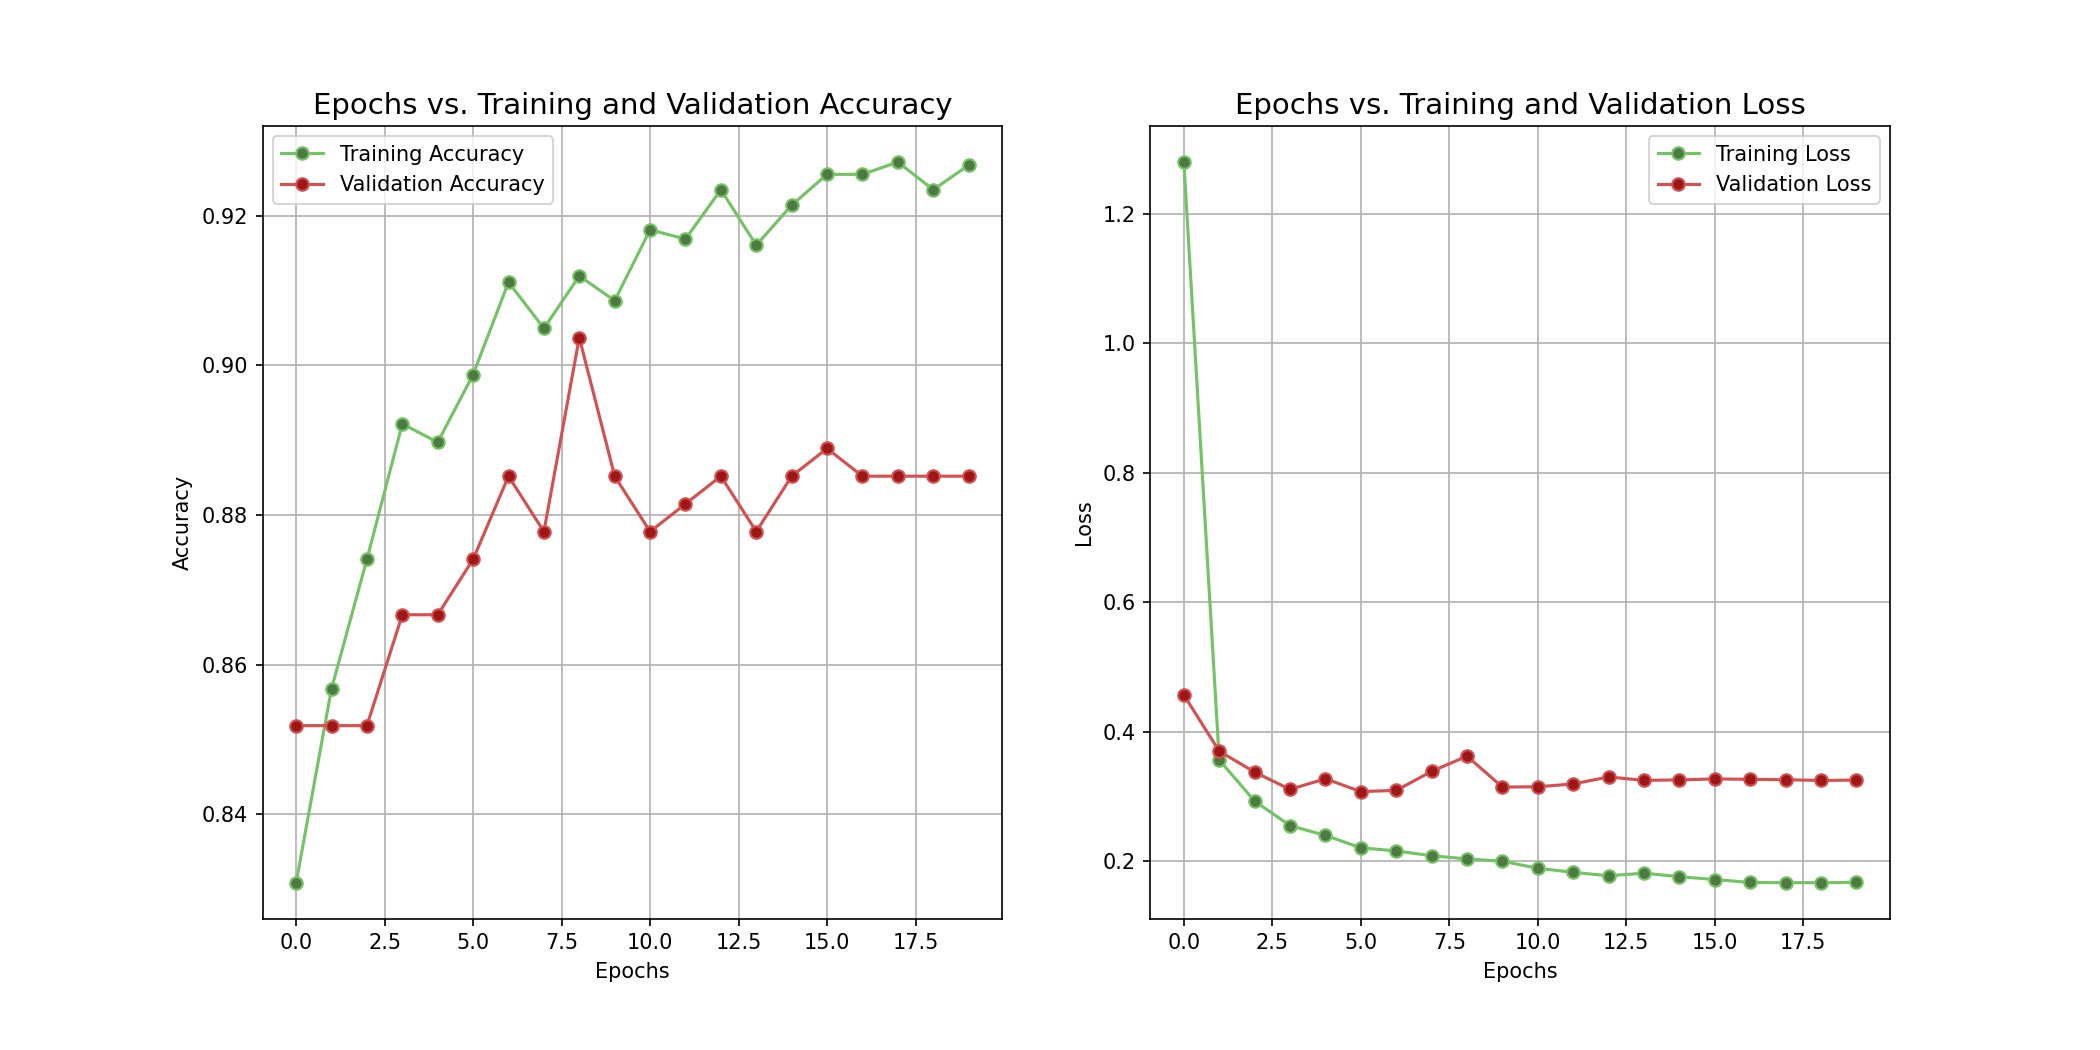 Epochs vs. Training and Validation Accuracy
Training Accuracy
Validation Accuracy
0.92
0.90
0.88
0.86
0.84
Accuracy
0.0 2.5 5.0 7.5 10.0 12.5 15.0 17.5
Epochs
Epochs vs. Training and Validation Loss
Training Loss
Validation Loss
1.2
1.0
0.8
0.6
0.4
0.2
Loss
0.0 2.5 5.0 7.5 10.0 12.5 15.0 17.5
Epochs